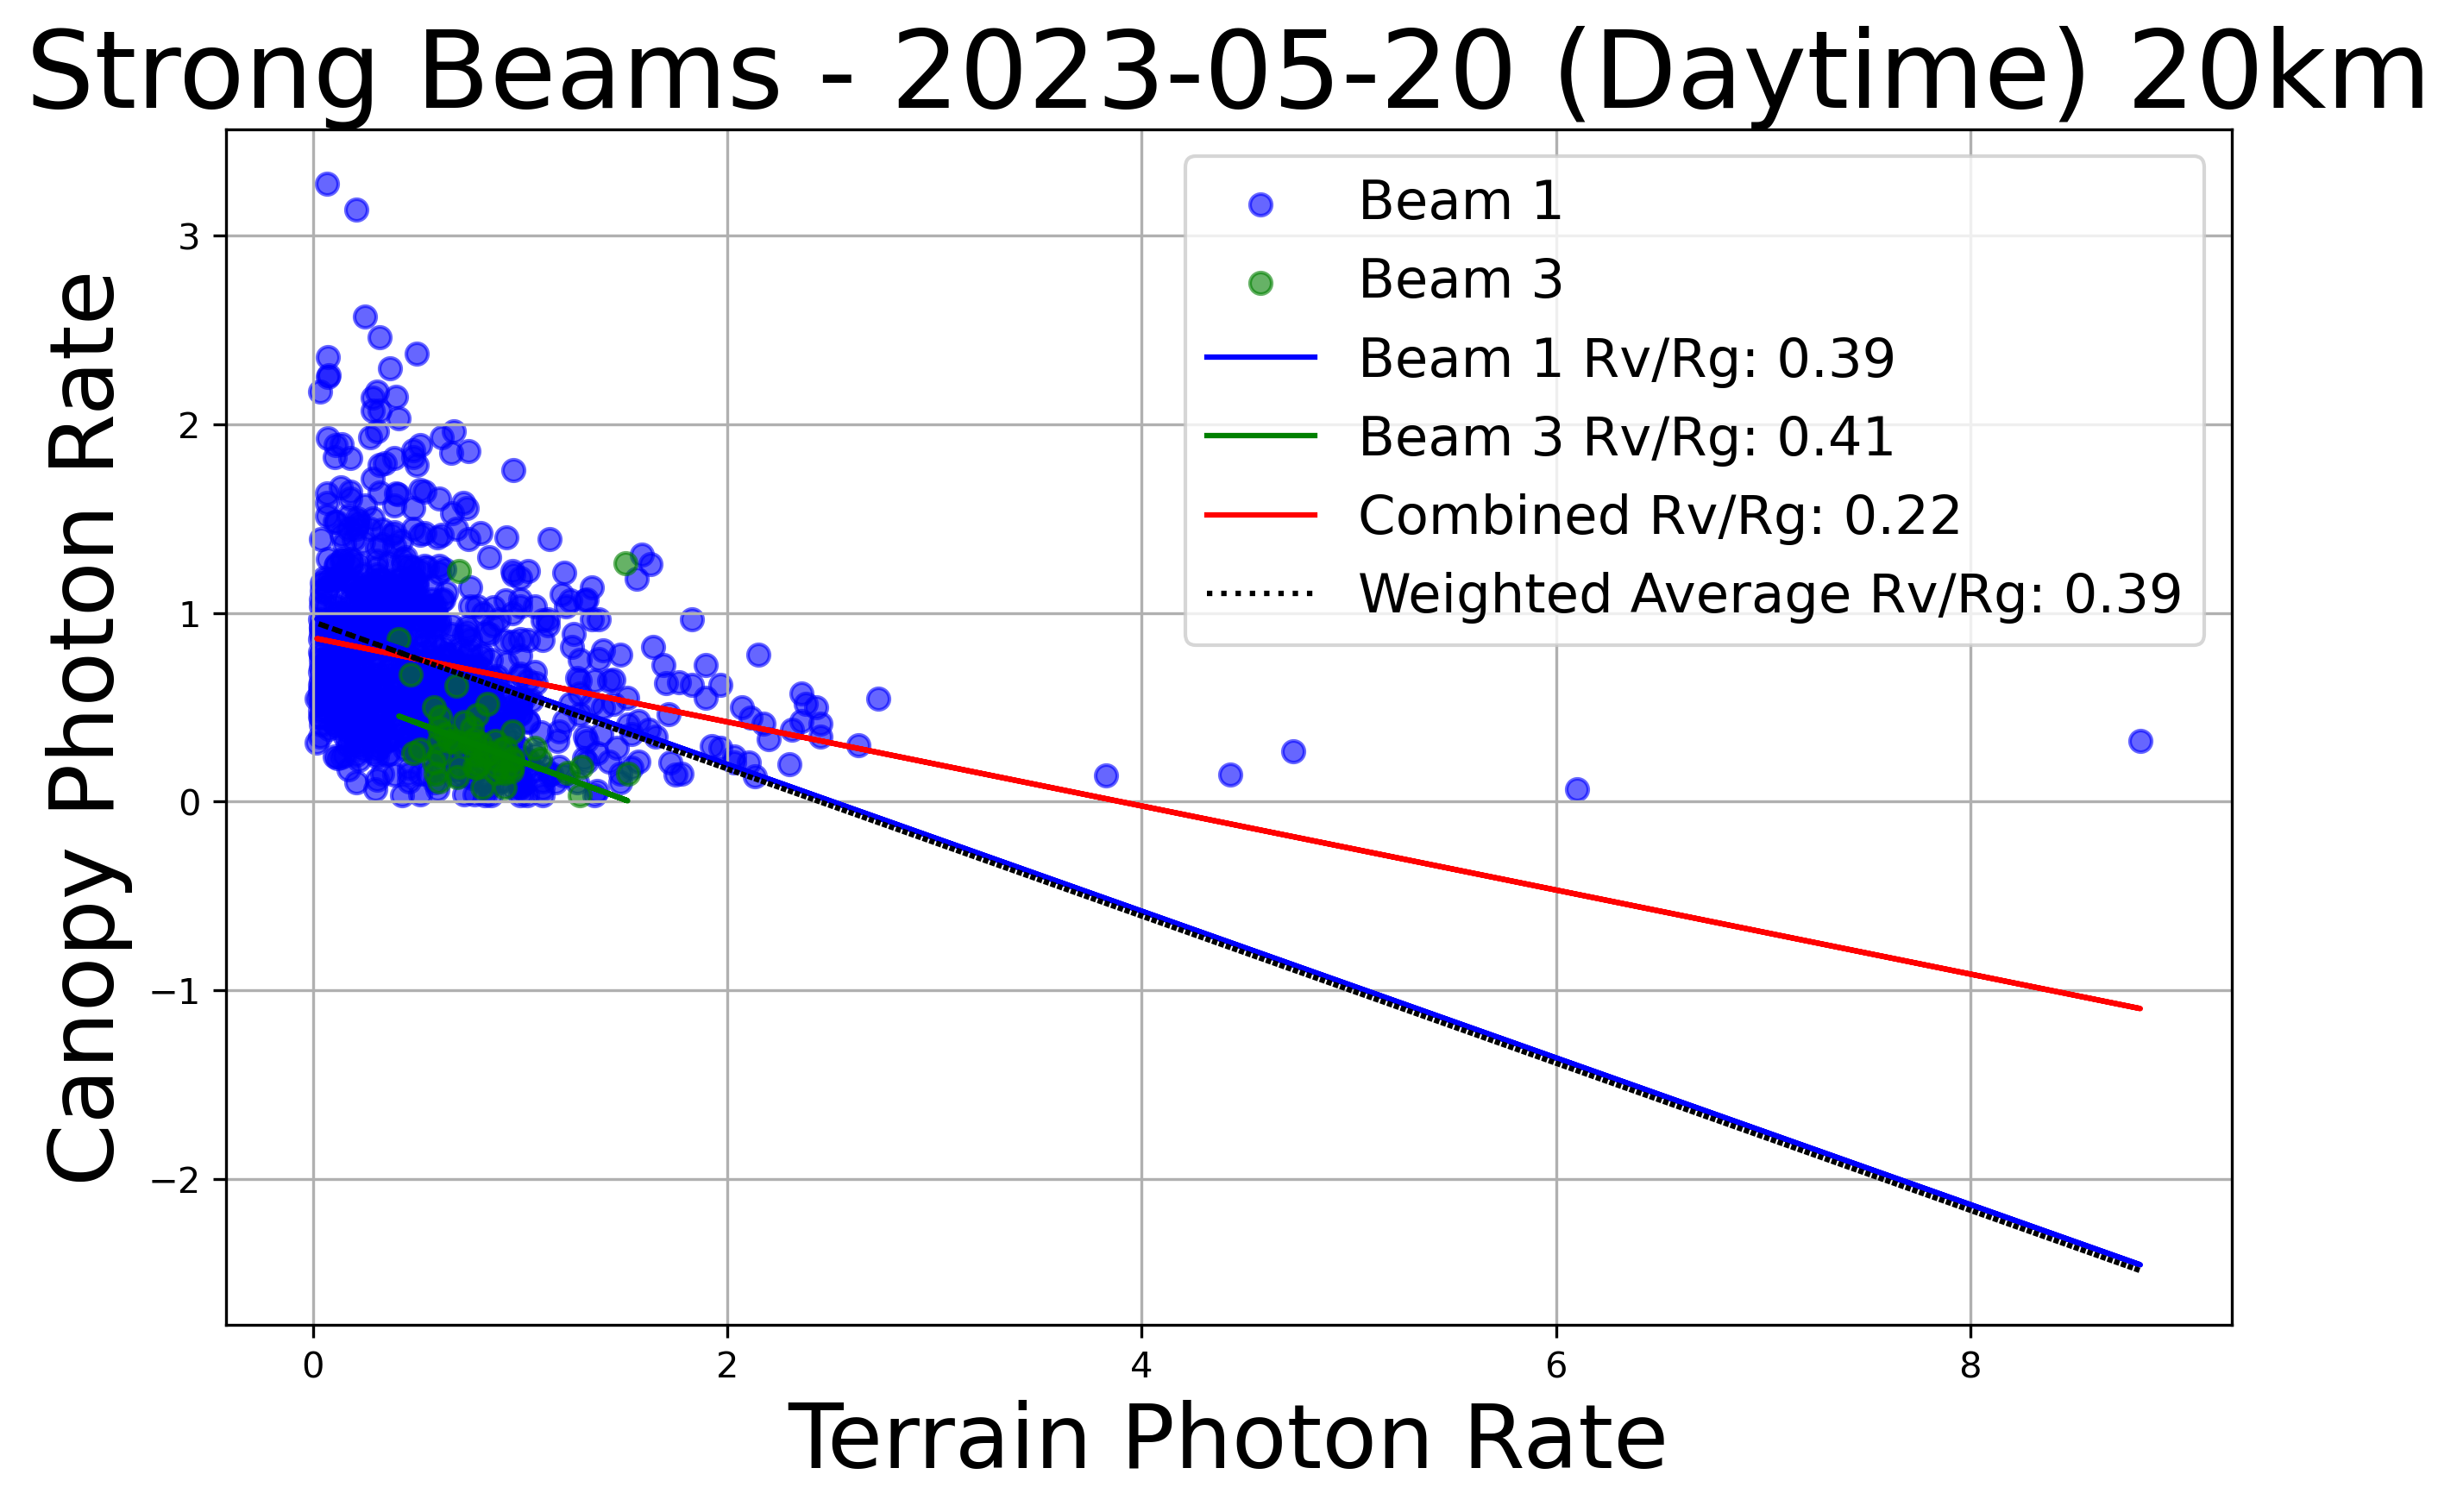 Strong Beams - 2023-05-20 (Daytime) 20km
Canopy Photon Rate
3
2
1
0
−1
−2
Beam 1
Beam 3
Beam 1 Rv/Rg: 0.39
Beam 3 Rv/Rg: 0.41
Combined Rv/Rg: 0.22
Weighted Average Rv/Rg: 0.39
0 2 4 6 8
Terrain Photon Rate